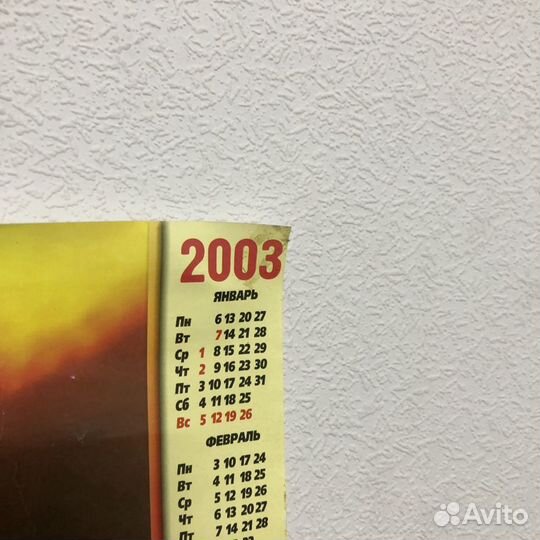 2003
ЯНВАРЬ
Пн 6 13 20 27
Вт 7 14 21 28
Ср 1 8 15 22 29
Чт 2 9 16 23 30
Пт 3 10 17 24 31
Сб 4 11 18 25
Вс 5 12 19 26
ФЕВРАЛЬ
Пн 3 10 17 24
Вт 4 11 18 25
Ср 5 12 19 26
Чт 6 13 20 27
Пт 7 14 21 28
Avito